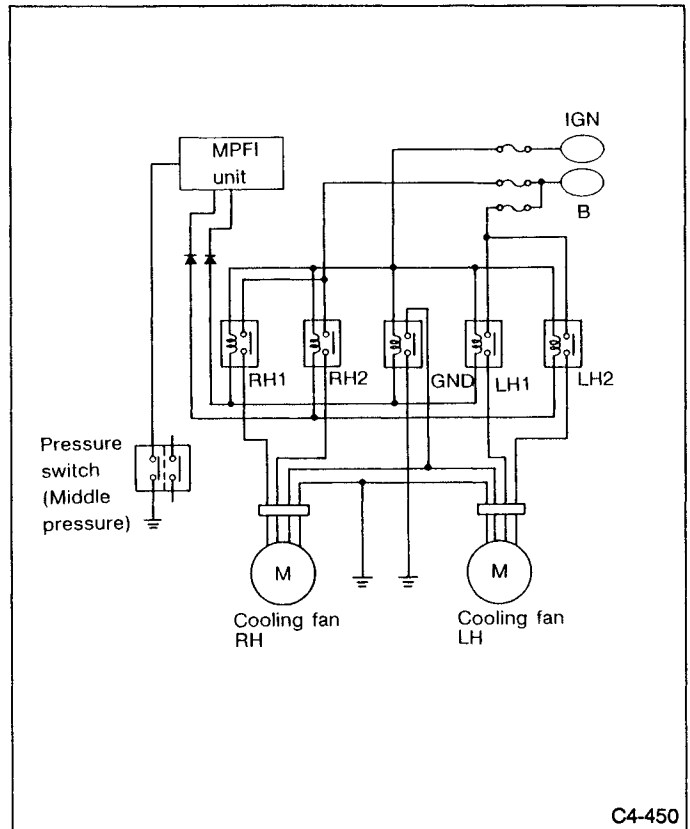 IGN
MPFI
unit
B
RH1
RH2
GND
LH1
LH2
Pressure
switch
(Middle
pressure)
M
M
Cooling fan
RH
Cooling fan
LH
C4-450